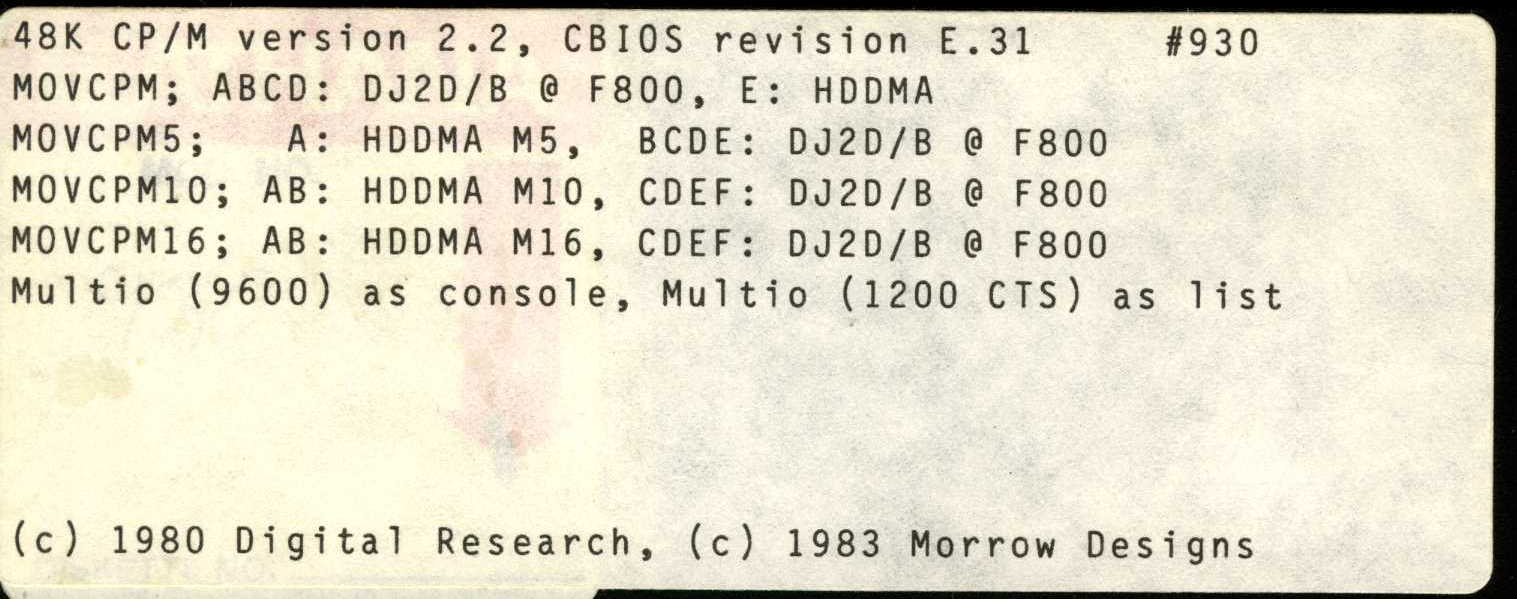 48K CP/M version 2.2, CBIOS revision E.31 #930
MOVCPM; ABCD: DJ2D/B @ F800, E: HDDMA
MOVCPM5; A: HDDMA M5, BCDE: DJ2D/B @ F800
MOVCPM10; AB: HDDMA M10, CDEF: DJ2D/B @ F800
MOVCPM16; AB: HDDMA M16, CDEF: DJ2D/B @ F800
Multio (9600) as console, Multio (1200 CTS) as list
(c) 1980 Digital Research, (c) 1983 Morrow Designs